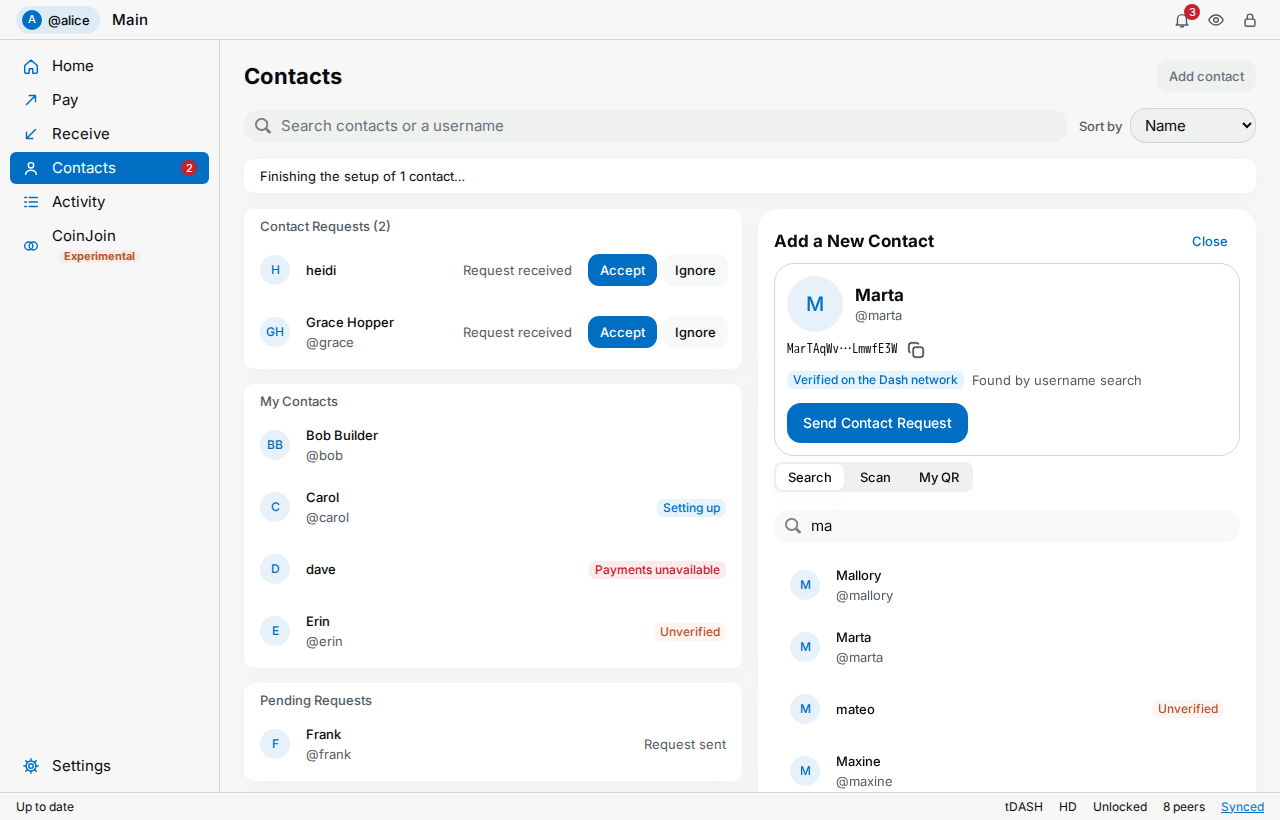 A @alice Main
3
Home
Pay
Receive
Contacts 2
Activity
CoinJoin
Experimental
Settings
Contacts
Add contact
Search contacts or a username
Sort by Name
Finishing the setup of 1 contact...
Contact Requests (2)
H heidi Request received Accept Ignore
GH Grace Hopper
@grace
Request received Accept Ignore
My Contacts
BB Bob Builder
@bob
C Carol
@carol
Setting up
D dave Payments unavailable
E Erin
@erin
Unverified
Pending Requests
F Frank
@frank
Request sent
Add a New Contact Close
M Marta
@marta
MarTAqWv···LmwfE3W
Verified on the Dash network Found by username search
Send Contact Request
Search Scan My QR
ma
M Mallory
@mallory
M Marta
@marta
M mateo Unverified
M Maxine
@maxine
Up to date tDASH HD Unlocked 8 peers Synced